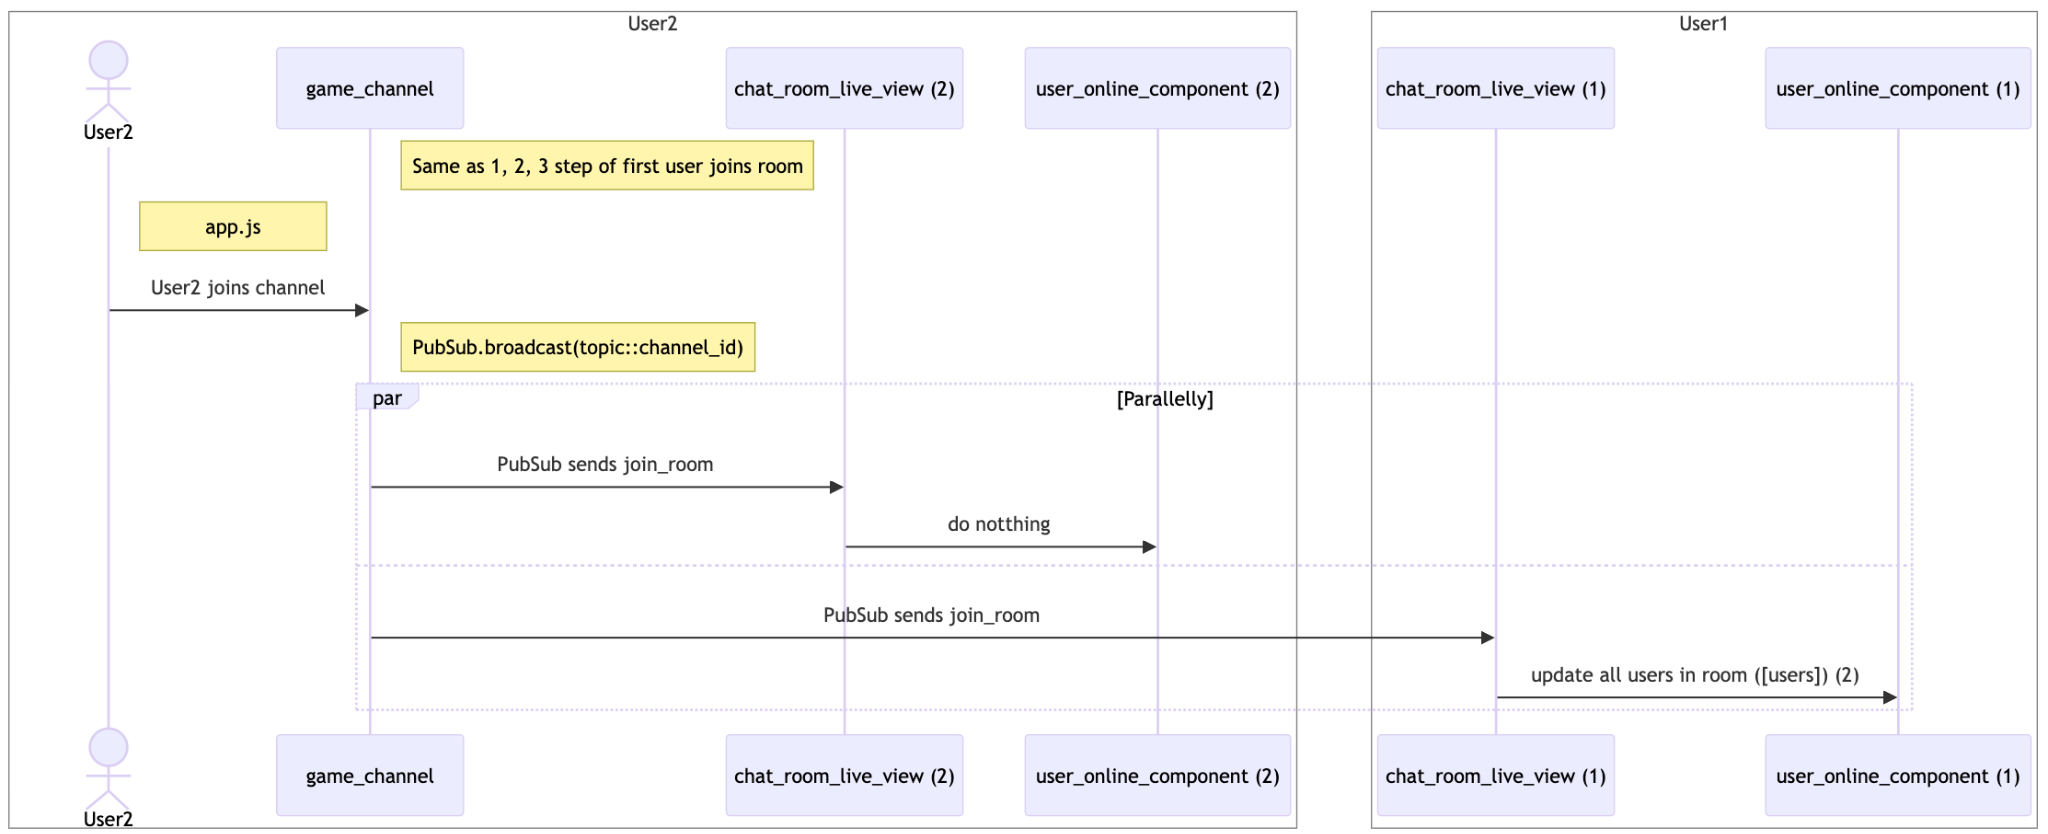 User2
User1
User2
game_channel
chat_room_live_view (2)
user_online_component (2)
chat_room_live_view (1)
user_online_component (1)
Same as 1, 2, 3 step of first user joins room
app.js
User2 joins channel
PubSub.broadcast(topic::channel_id)
par
[Parallelly]
PubSub sends join_room
do notthing
PubSub sends join_room
update all users in room ([users]) (2)
User2
game_channel
chat_room_live_view (2)
user_online_component (2)
chat_room_live_view (1)
user_online_component (1)